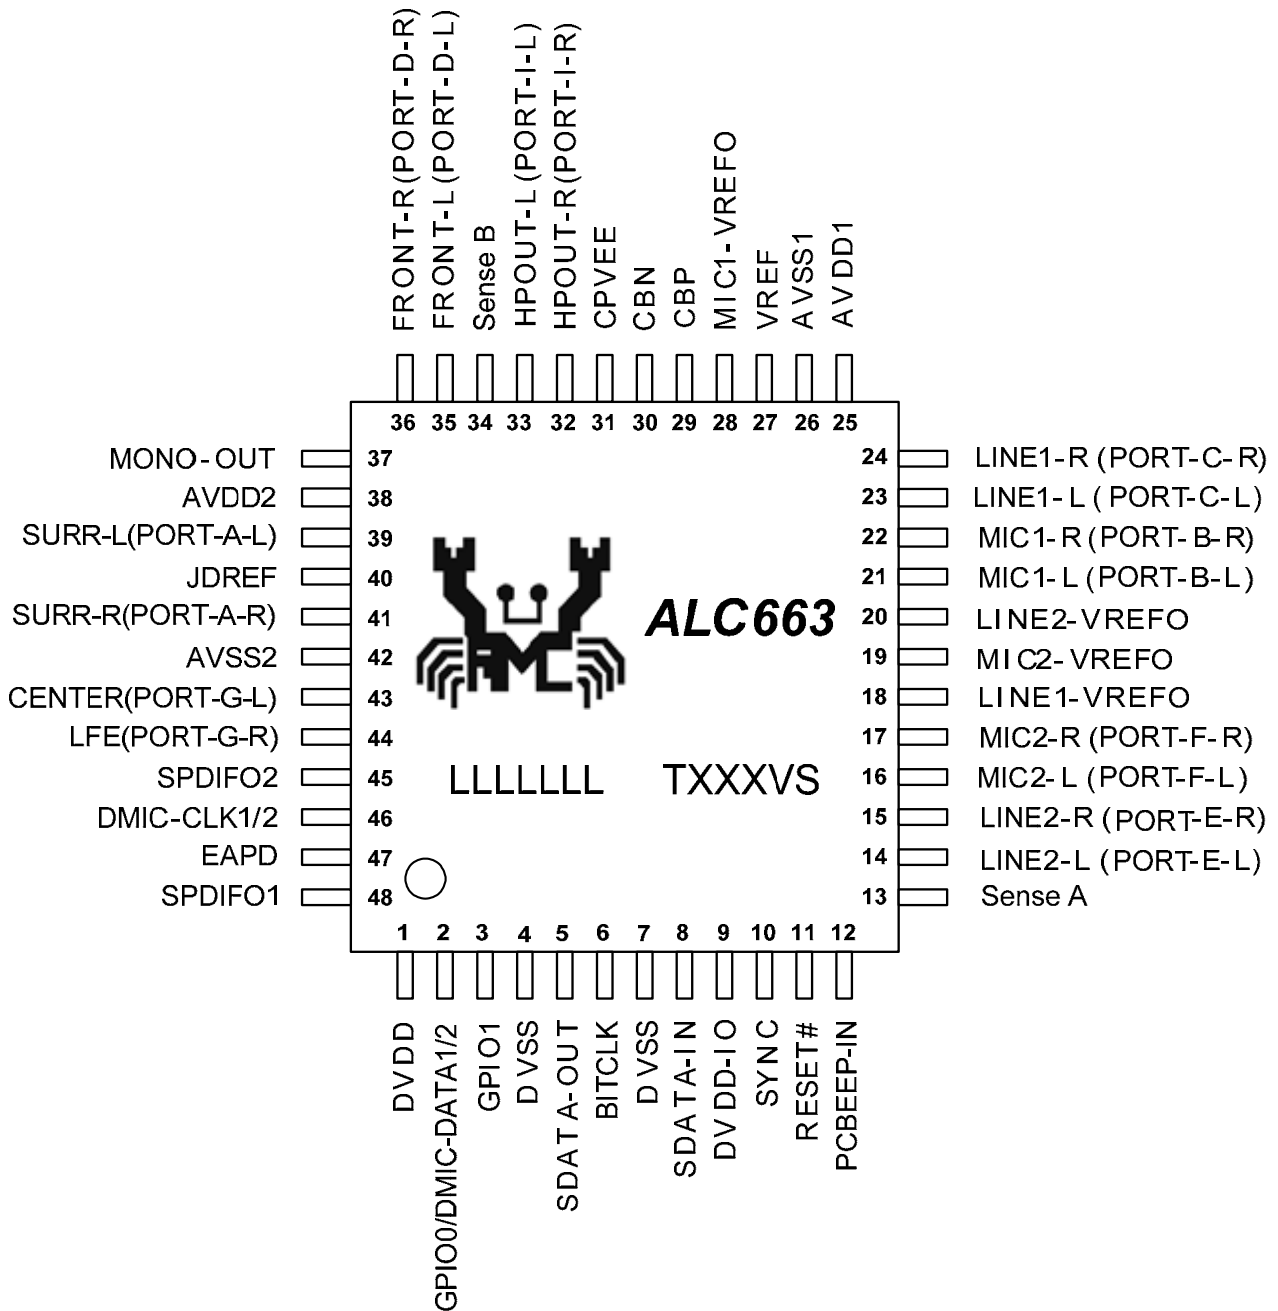 FRONT-R(PORT-D-R)
FRONT-L(PORT-D-L)
Sense B
HPOUT-L(PORT-I-L)
HPOUT-R(PORT-I-R)
CPVEE
CBN
CBP
MIC1-VREFO
VREF
AVSS1
AVDD1
36 35 34 33 32 31 30 29 28 27 26 25
MONO-OUT 37
AVDD2 38
SURR-L(PORT-A-L) 39
JDREF 40
SURR-R(PORT-A-R) 41
AVSS2 42
CENTER(PORT-G-L) 43
LFE(PORT-G-R) 44
SPDIFO2 45
DMIC-CLK1/2 46
EAPD 47
SPDIFO1 48
ALC663
LLLLLLL TXXXVS
24 LINE1-R (PORT-C-R)
23 LINE1-L (PORT-C-L)
22 MIC1-R (PORT-B-R)
21 MIC1-L (PORT-B-L)
20 LINE2-VREFO
19 MIC2-VREFO
18 LINE1-VREFO
17 MIC2-R (PORT-F-R)
16 MIC2-L (PORT-F-L)
15 LINE2-R (PORT-E-R)
14 LINE2-L (PORT-E-L)
13 Sense A
1 2 3 4 5 6 7 8 9 10 11 12
DVDD
GPIO0/DMIC-DATA1/2
GPIO1
DVSS
SDATA-OUT
BITCLK
DVSS
SDATA-IN
DVDD-IO
SYNC
RESET#
PCBEEP-IN